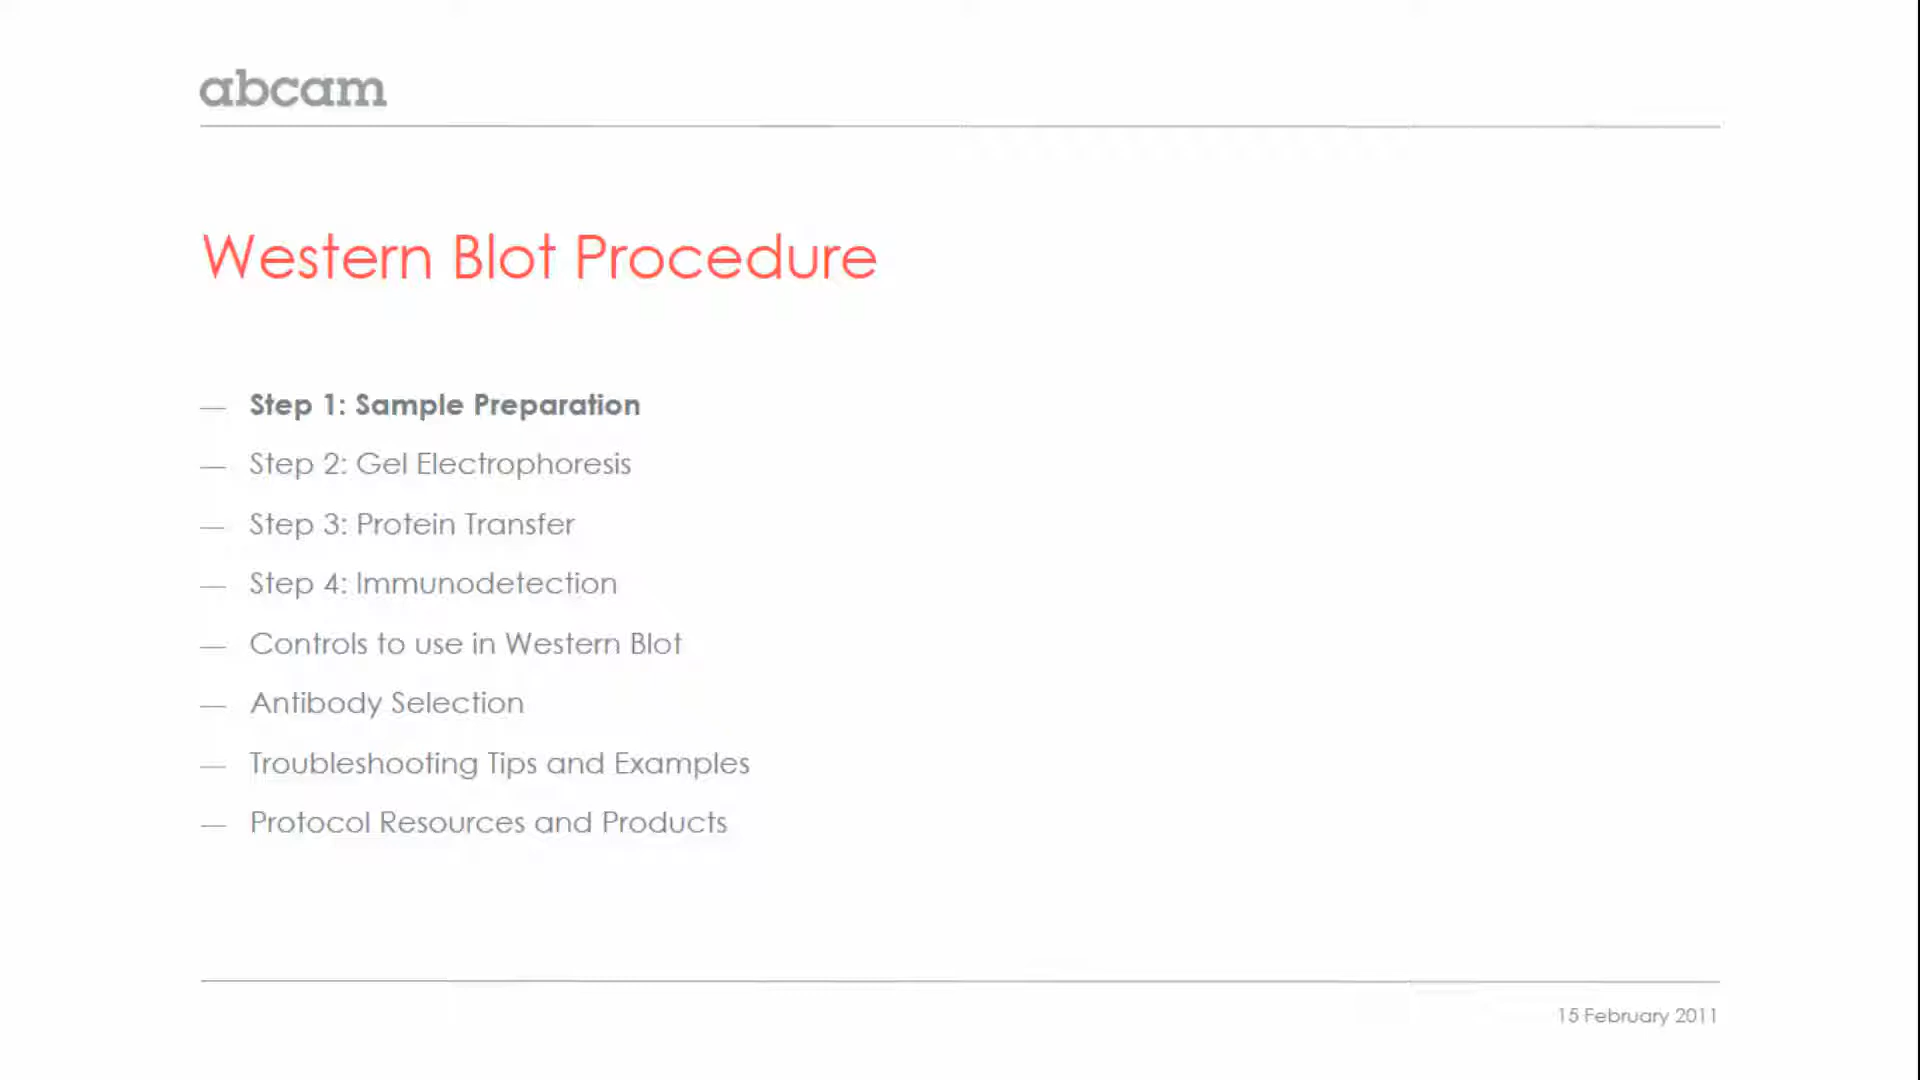 abcam
Western Blot Procedure
— Step 1: Sample Preparation
— Step 2: Gel Electrophoresis
— Step 3: Protein Transfer
— Step 4: Immunodetection
— Controls to use in Western Blot
— Antibody Selection
— Troubleshooting Tips and Examples
— Protocol Resources and Products
15 February 2011